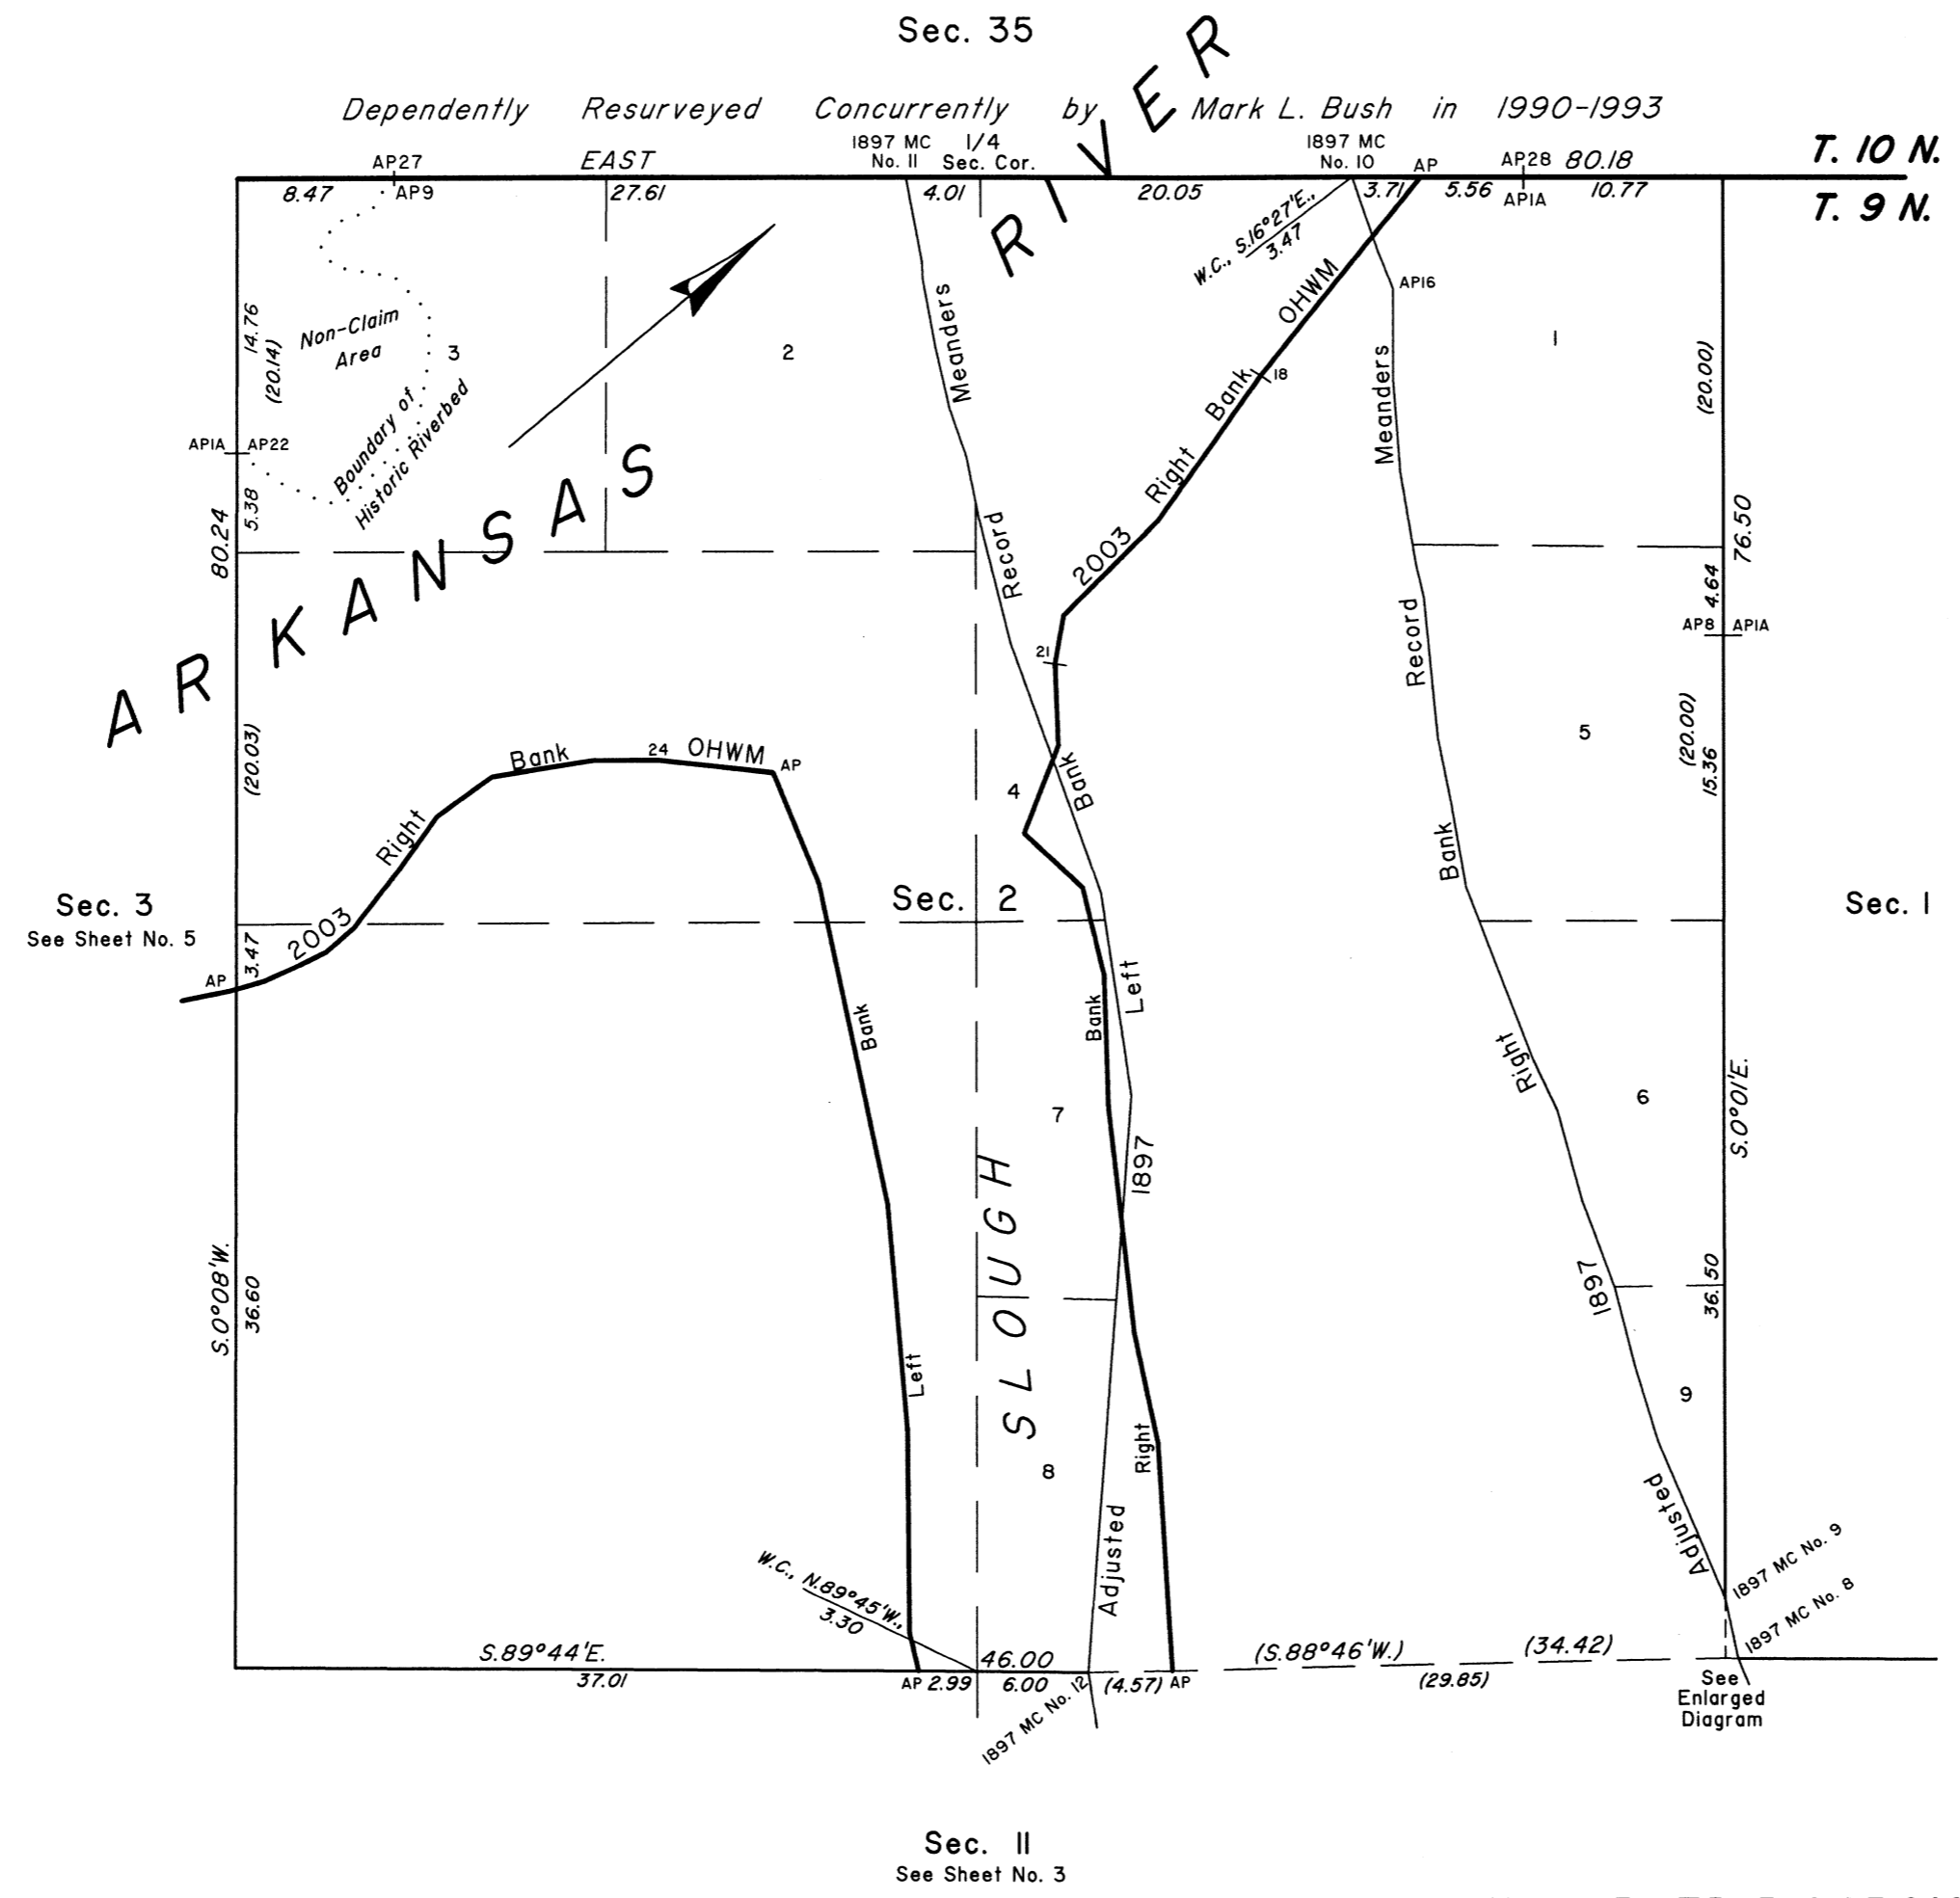 Sec. 35
Dependently Resurveyed Concurrently by Mark L. Bush in 1990-1993
1897 MC No. 11
1/4 Sec. Cor.
1897 MC No. 10
AP27
EAST
AP
AP28
80.18
T. 10 N.
8.47
AP9
27.61
4.01
20.05
3.71
5.56
AP1A
10.77
T. 9 N.
W.C., S.16°27'E.,
3.47
RIVER
AP16
Non-Claim
Area
3
2
1
14.76
(20.14)
Boundary of
Historic Riverbed
AP1A
AP22
5.38
80.24
ARKANSAS
Meanders
Record
Bank
Left
1897
Adjusted
OHWM
18
Bank
Right
2003
21
Meanders
Record
Bank
Right
1897
Adjusted
(20.00)
76.50
4.64
AP8
AP1A
(20.00)
15.36
5
(20.03)
Bank
24
OHWM
AP
Right
2003
4
Sec. 2
Sec. 3
See Sheet No. 5
Sec. 1
AP
3.47
Bank
Left
Bank
Right
7
6
S.0°01'E.
SLOUGH
S.0°08'W.
36.60
36.50
9
8
W.C., N.89°45'W.,
3.30
1897 MC No. 9
1897 MC No. 8
S.89°44'E.
46.00
(S.88°46'W.)
(34.42)
37.01
AP
2.99
6.00
1897 MC No. 12
(4.57)
AP
(29.85)
See
Enlarged
Diagram
Sec. 11
See Sheet No. 3